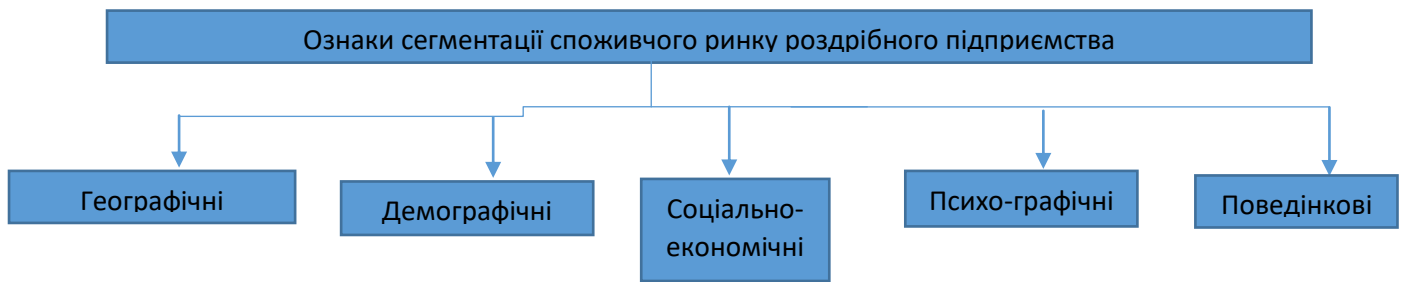 Ознаки сегментації споживчого ринку роздрібного підприємства
Географічні
Демографічні
Соціально-
економічні
Психо-графічні
Поведінкові